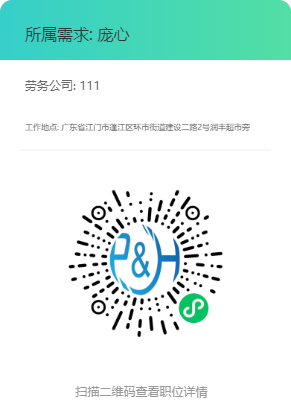 所属需求: 庞心
劳务公司: 111
工作地点: 广东省江门市蓬江区环市街道建设二路2号润丰超市旁
P&H
扫描二维码查看职位详情